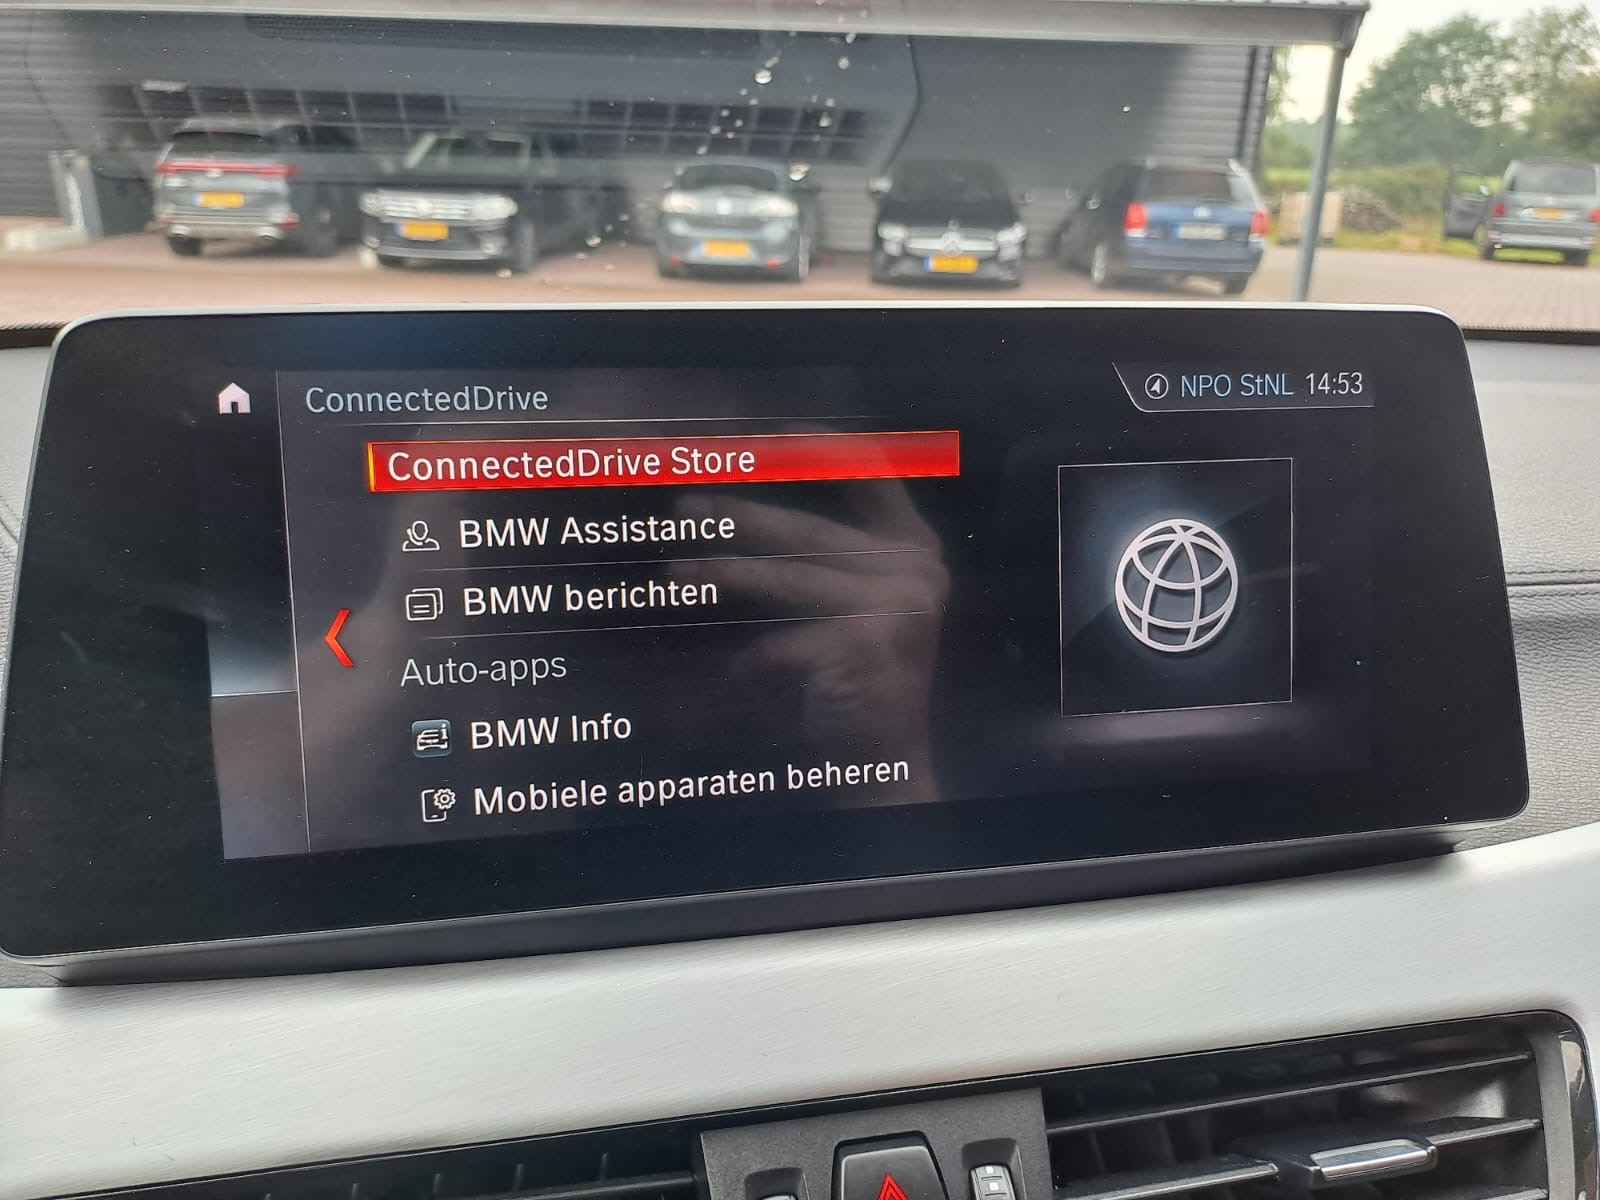 ConnectedDrive
NPO StNL 14:53
ConnectedDrive Store
BMW Assistance
BMW berichten
Auto-apps
BMW Info
Mobiele apparaten beheren